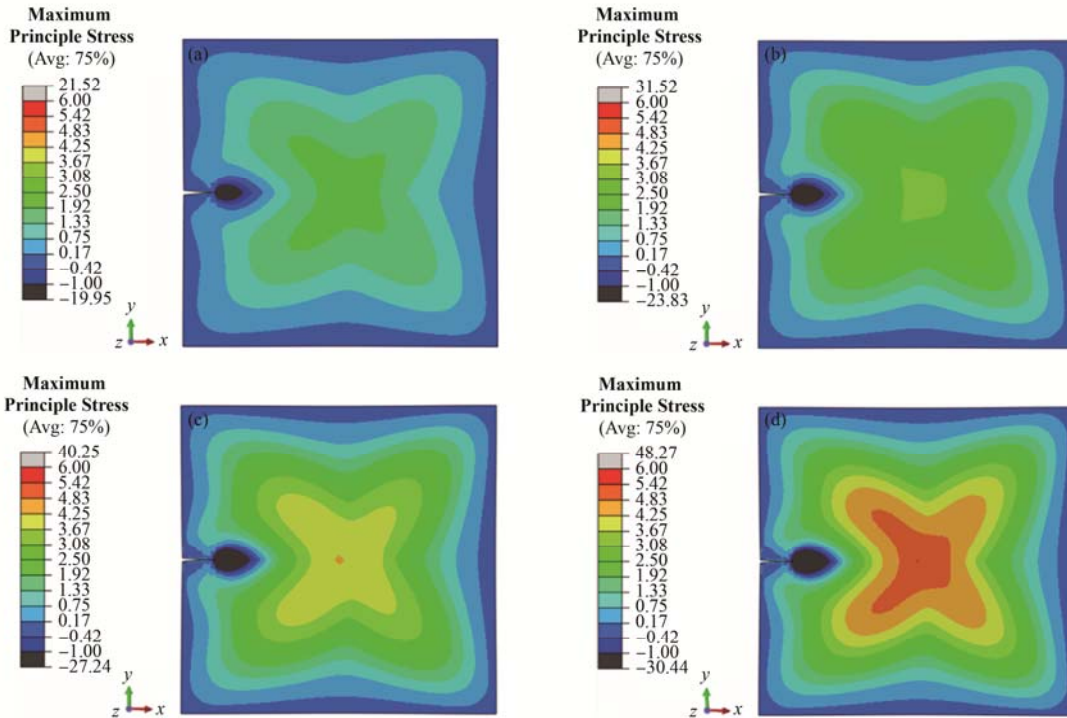 Maximum
Principle Stress
(Avg: 75%)
21.52
6.00
5.42
4.83
4.25
3.67
3.08
2.50
1.92
1.33
0.75
0.17
−0.42
−1.00
−19.95
y
z
x
(a)
Maximum
Principle Stress
(Avg: 75%)
31.52
6.00
5.42
4.83
4.25
3.67
3.08
2.50
1.92
1.33
0.75
0.17
−0.42
−1.00
−23.83
y
z
x
(b)
Maximum
Principle Stress
(Avg: 75%)
40.25
6.00
5.42
4.83
4.25
3.67
3.08
2.50
1.92
1.33
0.75
0.17
−0.42
−1.00
−27.24
y
z
x
(c)
Maximum
Principle Stress
(Avg: 75%)
48.27
6.00
5.42
4.83
4.25
3.67
3.08
2.50
1.92
1.33
0.75
0.17
−0.42
−1.00
−30.44
y
z
x
(d)